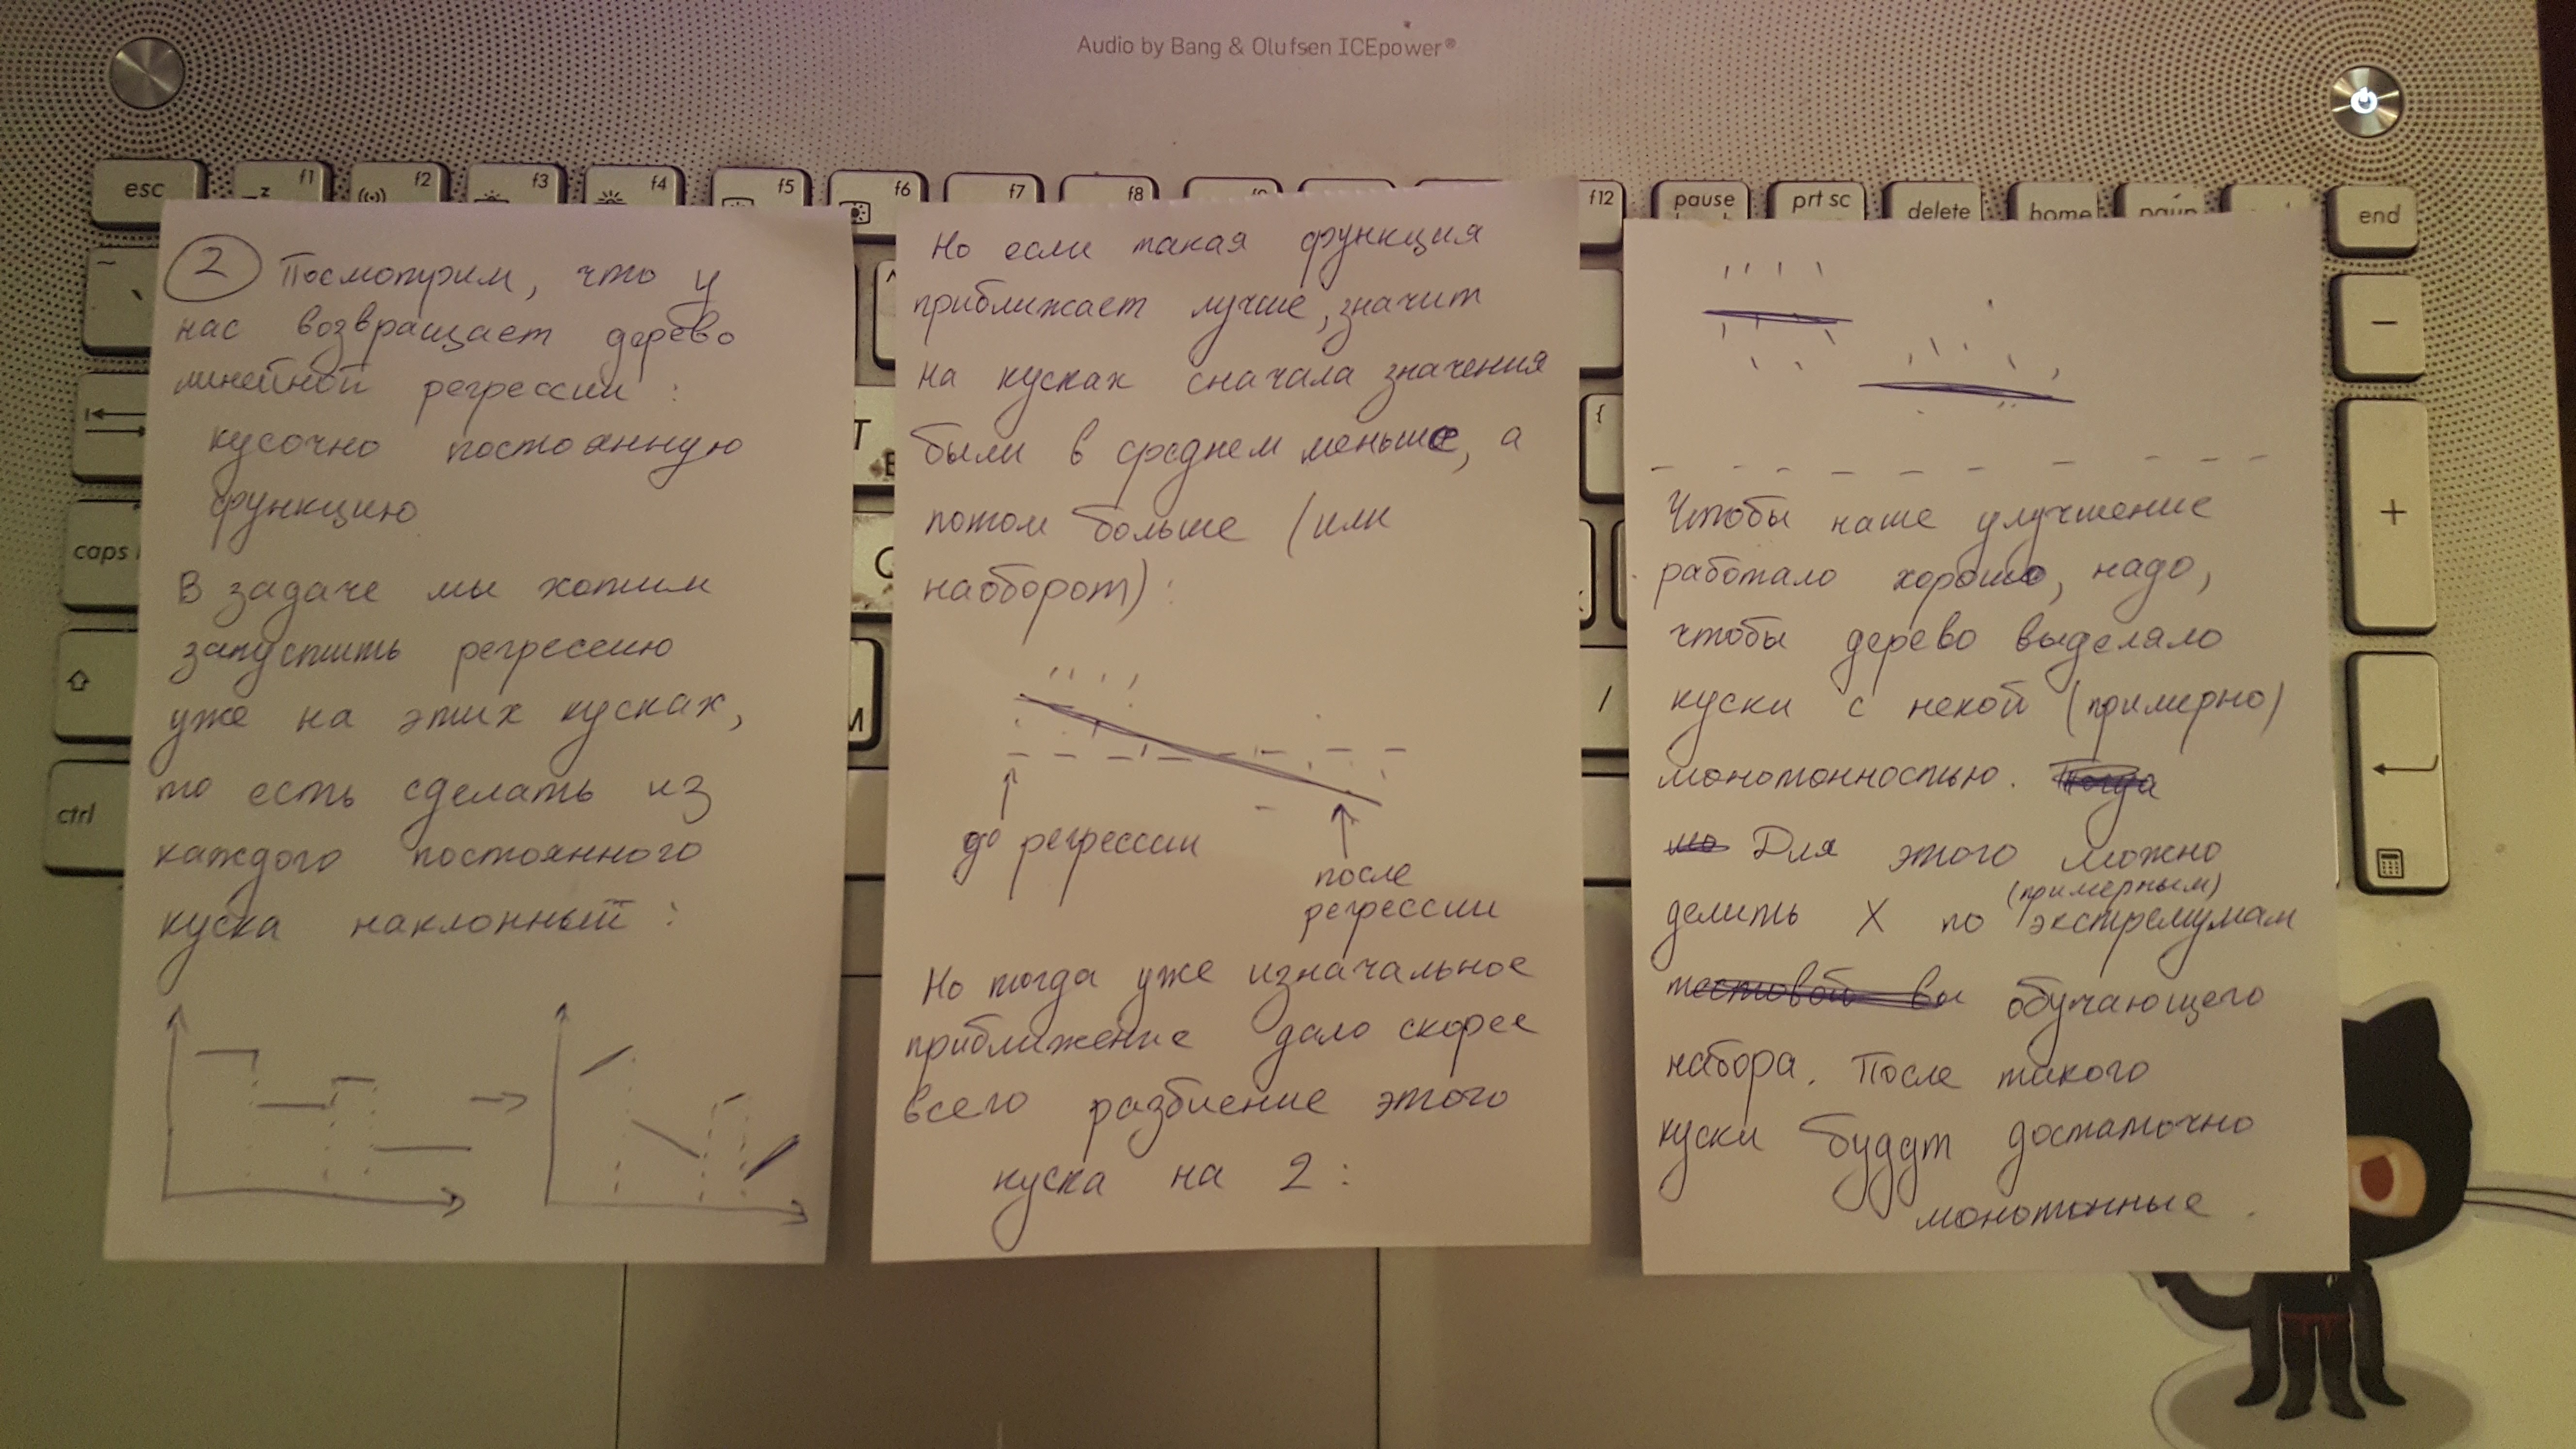 Audio by Bang & Olufsen ICEpower®
esc
f1
f2
f3
f4
f5
f6
f7
f8
f12
pause
prt sc
delete
home
end
caps
ctrl
2 Посмотрим, что у
нас возвращает дерево
линейной регрессии :
кусочно постоянную
функцию
В задаче мы хотим
запустить регрессию
уже на этих кусках,
то есть сделать из
каждого постоянного
куска наклонный :
Но если такая функция
приближает лучше, значит
на кусках сначала значения
были в среднем меньше, а
потом больше (или
наоборот) :
до регрессии
после
регрессии
Но тогда уже изначальное
приближение дало скорее
всего разбиение этого
куска на 2 :
Чтобы наше улучшение
работало хорошо, надо,
чтобы дерево выделяло
куски с некой (примерно)
монотонностью. Тогда
Для этого можно
(примерным)
делить X по экстремумам
тестовой вы обучающего
набора. После такого
куски будут достаточно
монотонные.